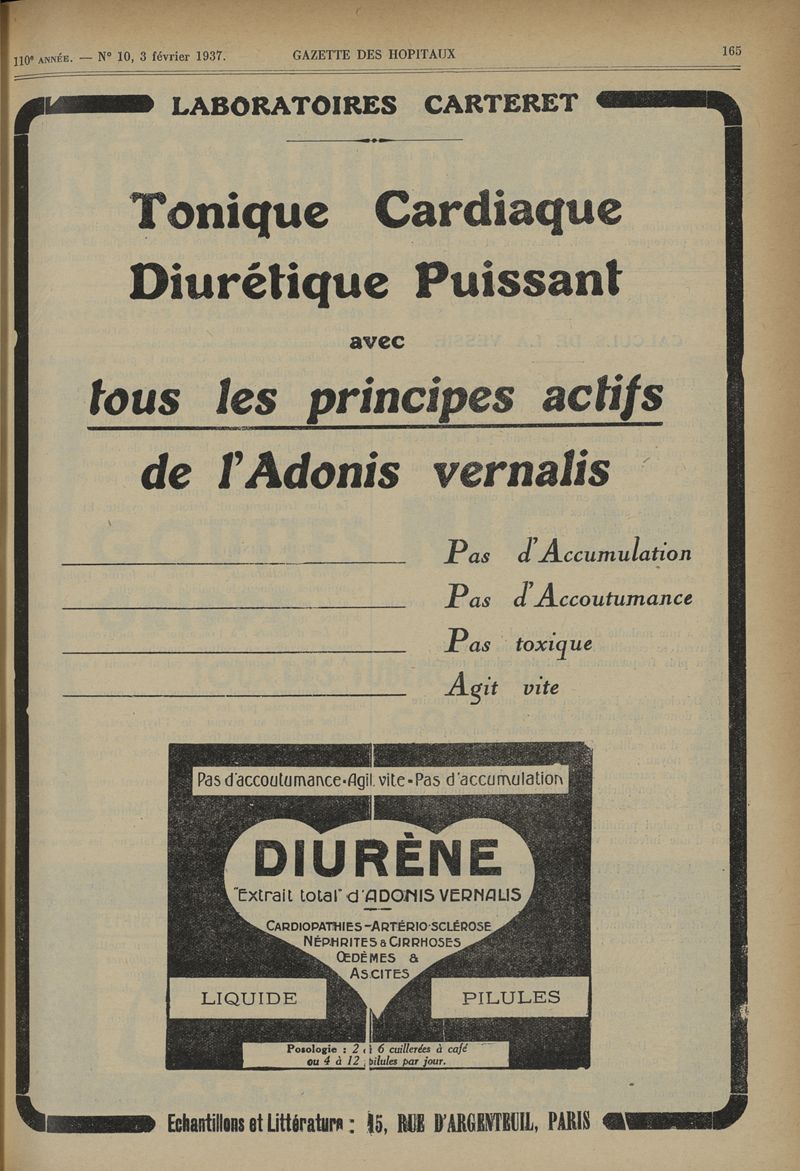 110e ANNÉE. — N° 10, 3 février 1937. GAZETTE DES HOPITAUX 165
LABORATOIRES CARTERET
Tonique Cardiaque
Diurétique Puissant
avec
tous les principes actifs
de l'Adonis vernalis
Pas d'Accumulation
Pas d'Accoutumance
Pas toxique
Agit vite
Pas d'accoutumance-Agit vite-Pas d'accumulation
DIURÈNE
"Extrait total" d'ADONIS VERNALIS
CARDIOPATHIES-ARTÉRIO-SCLÉROSE
NÉPHRITES & CIRRHOSES
ŒDÈMES &
ASCITES
LIQUIDE PILULES
Posologie : 2 à 6 cuillerées à café
ou 4 à 12 pilules par jour.
Echantillons et Littérature : 15, RUE D'ARGENTEUIL, PARIS